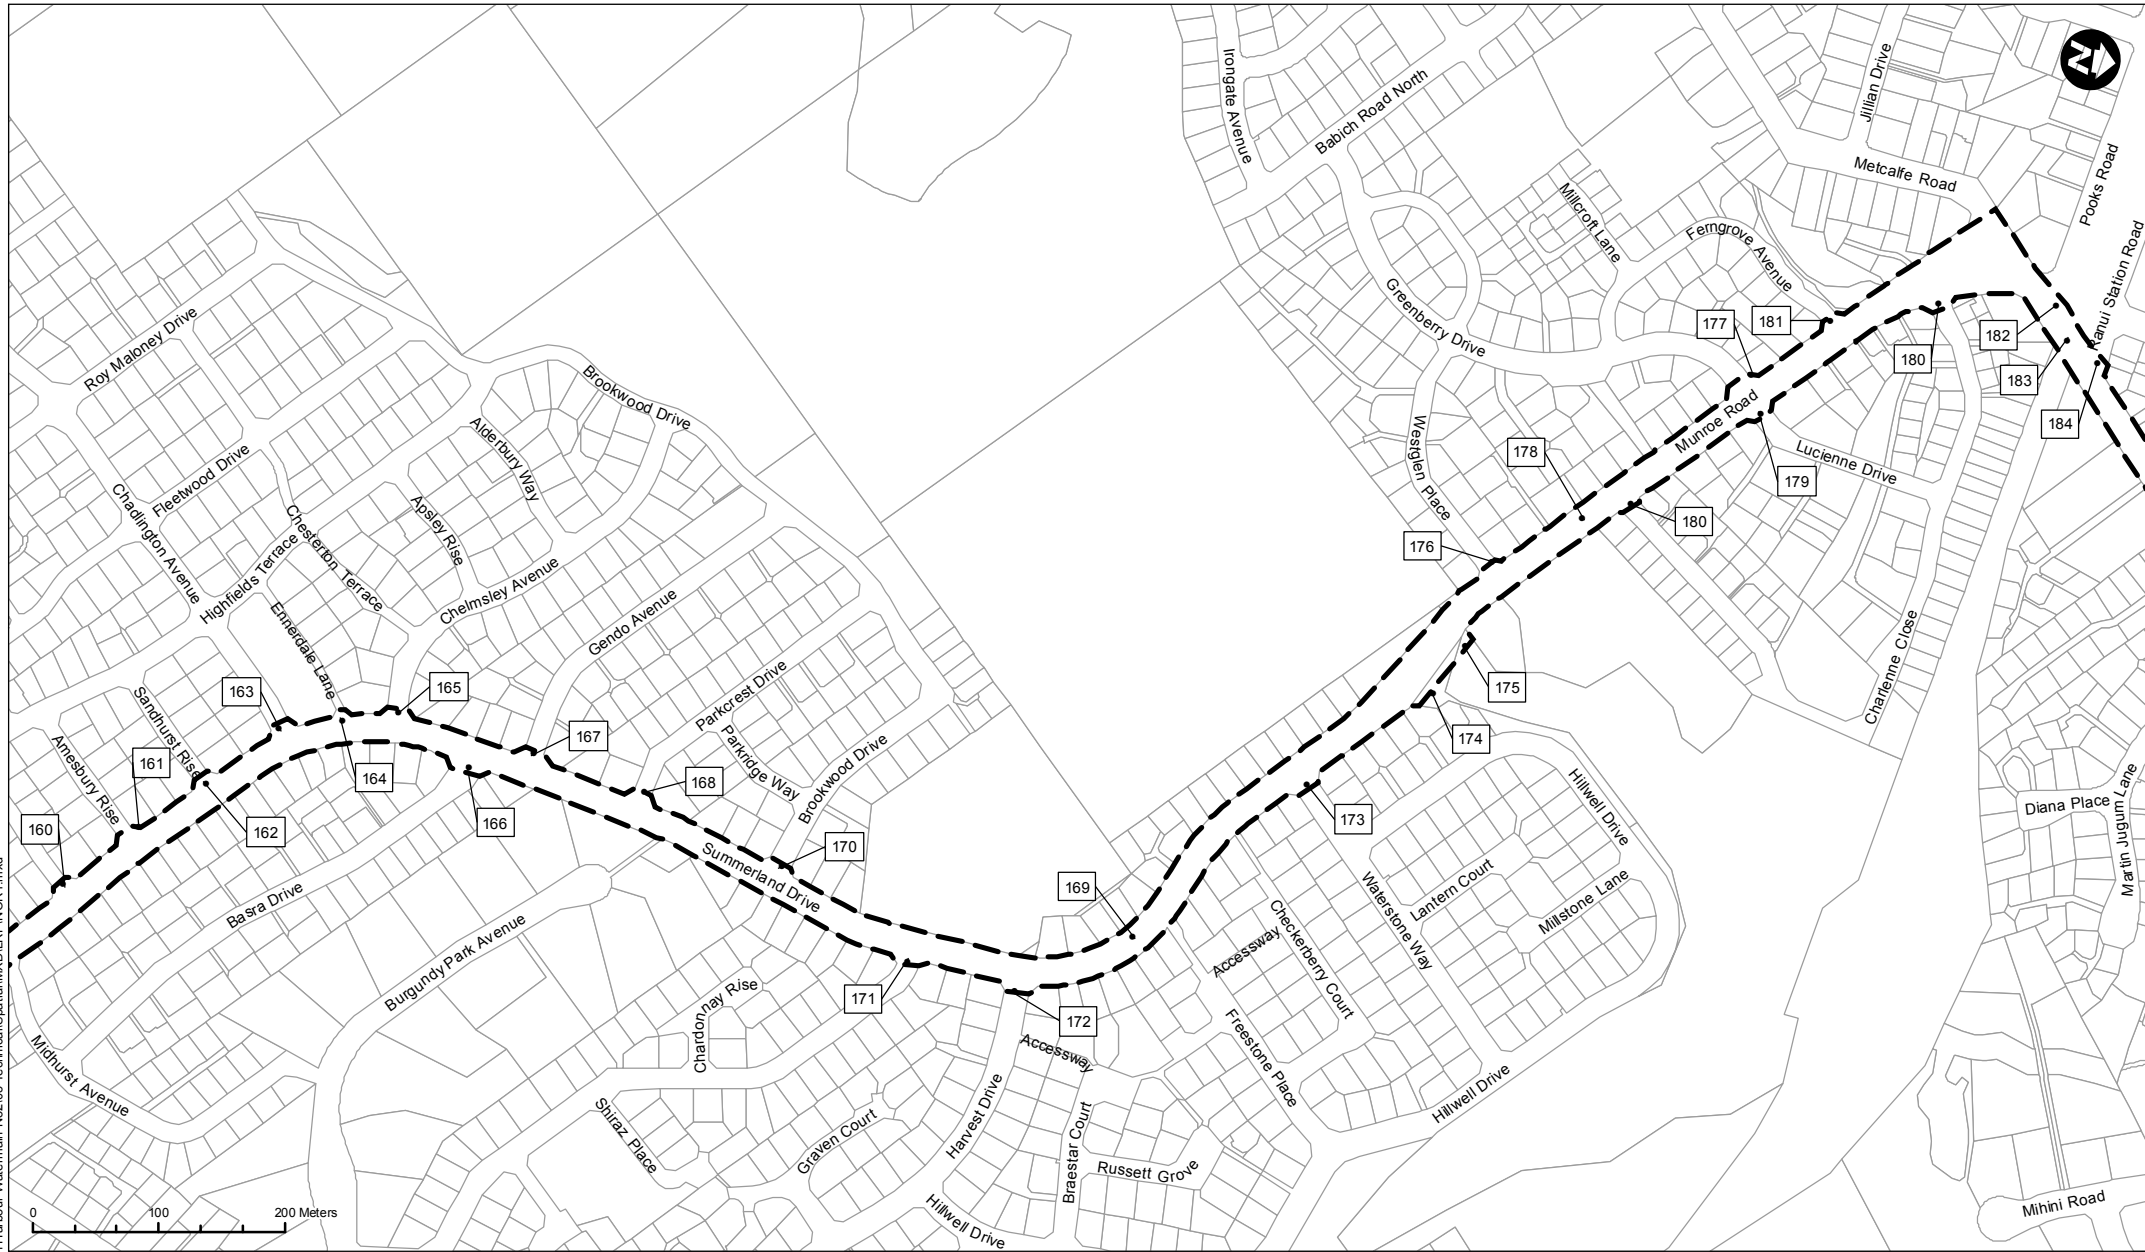 N
Irongate Avenue
Babich Road North
Jillian Drive
Metcalfe Road
Pooks Road
Ranui Station Road
Millcroft Lane
Ferngrove Avenue
Greenberry Drive
177
181
180
182
183
184
Munroe Road
Lucienne Drive
179
178
180
176
Westglen Place
Charlenne Close
175
174
173
Roy Maloney Drive
Brookwood Drive
Alderbury Way
Fleetwood Drive
Chadlington Avenue
Chesterton Terrace
Apsley Rise
Highfields Terrace
Chelmsley Avenue
Ennerdale Lane
Gendo Avenue
Parkcrest Drive
Parkridge Way
Brookwood Drive
Sandhurst Rise
Amesbury Rise
163
165
167
168
161
160
162
164
166
170
169
Summerland Drive
Basra Drive
Burgundy Park Avenue
171
172
Chardonnay Rise
Midhurst Avenue
Shiraz Place
Graven Court
Harvest Drive
Accessway
Braestar Court
Russett Grove
Hillwell Drive
Accessway
Checkerberry Court
Freestone Place
Waterstone Way
Lantern Court
Millstone Lane
Hillwell Drive
Hillwell Drive
Diana Place
Martin Jugum Lane
Mihini Road
0 100 200 Meters